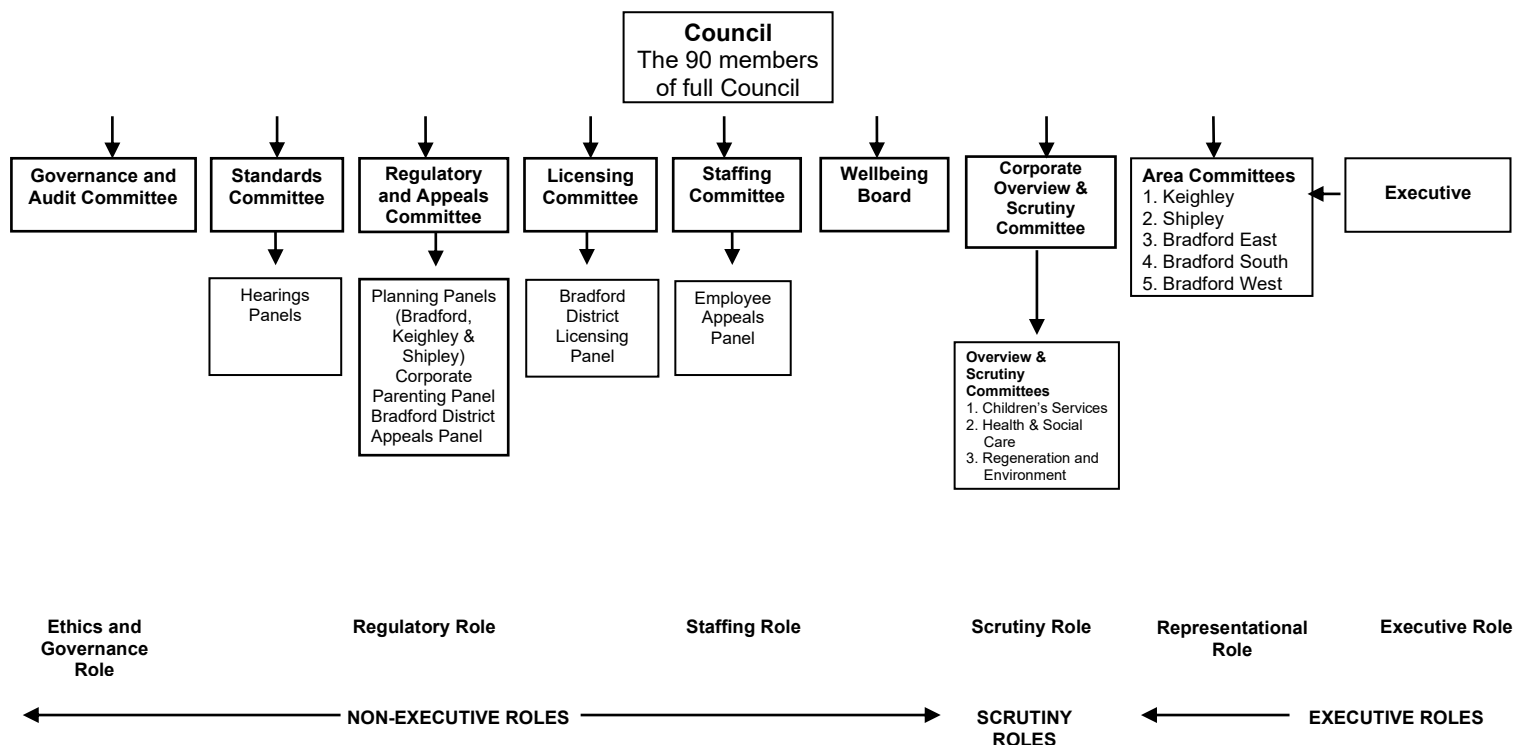 Council
The 90 members
of full Council
Governance and
Audit Committee
Standards
Committee
Regulatory
and Appeals
Committee
Licensing
Committee
Staffing
Committee
Wellbeing
Board
Corporate
Overview &
Scrutiny
Committee
Area Committees
1. Keighley
2. Shipley
3. Bradford East
4. Bradford South
5. Bradford West
Executive
Hearings
Panels
Planning Panels
(Bradford,
Keighley &
Shipley)
Corporate
Parenting Panel
Bradford District
Appeals Panel
Bradford
District
Licensing
Panel
Employee
Appeals
Panel
Overview &
Scrutiny
Committees
1. Children’s Services
2. Health & Social
Care
3. Regeneration and
Environment
Ethics and
Governance
Role
Regulatory Role
Staffing Role
Scrutiny Role
Representational
Role
Executive Role
NON-EXECUTIVE ROLES
SCRUTINY
ROLES
EXECUTIVE ROLES